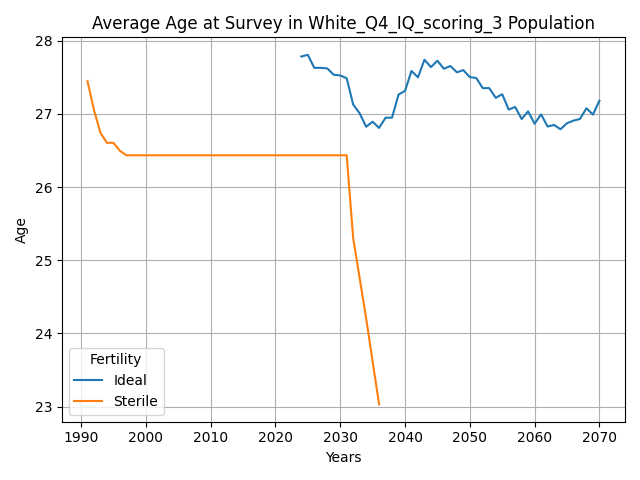 Average Age at Survey in White_Q4_IQ_scoring_3 Population
28
27
26
25
24
23
Age
Fertility
Ideal
Sterile
1990 2000 2010 2020 2030 2040 2050 2060 2070
Years